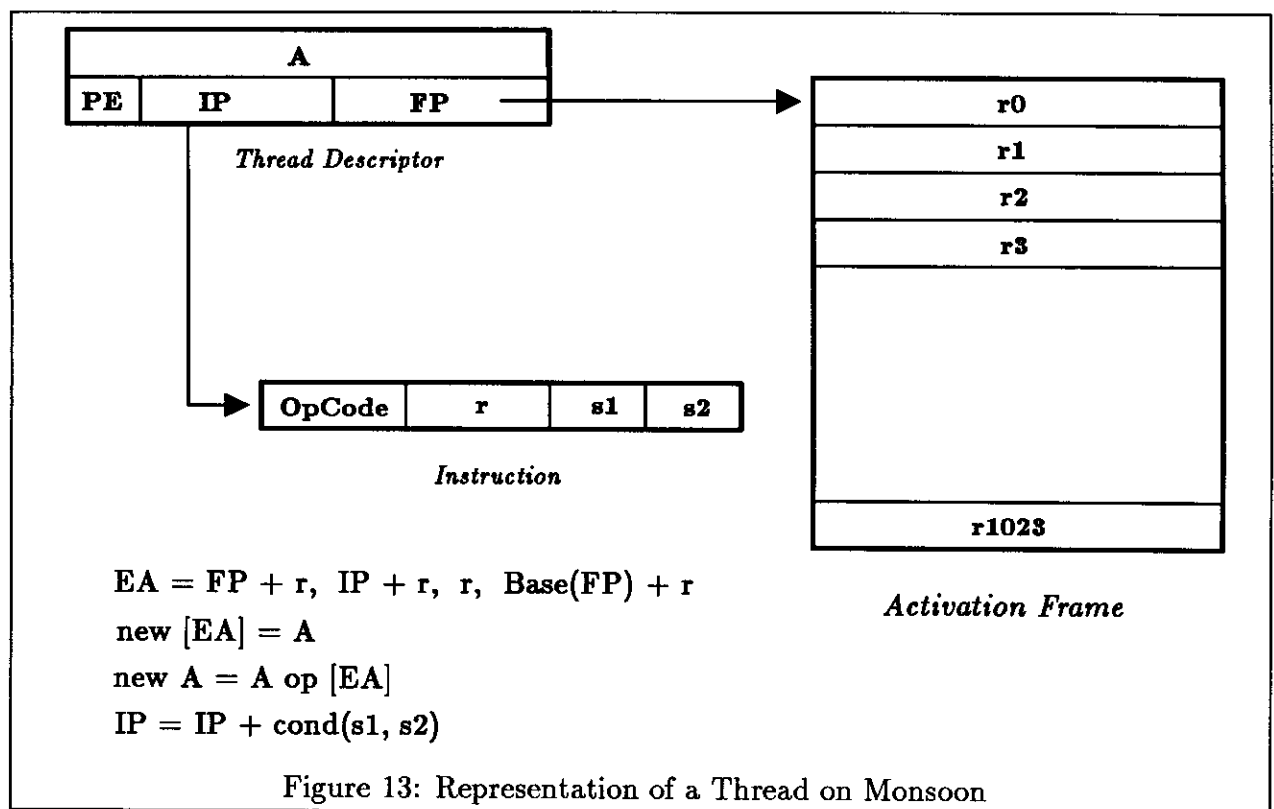 A
PE IP FP
Thread Descriptor
r0
r1
r2
r3
r1023
Activation Frame
OpCode r s1 s2
Instruction
EA = FP + r, IP + r, r, Base(FP) + r
new [EA] = A
new A = A op [EA]
IP = IP + cond(s1, s2)
Figure 13: Representation of a Thread on Monsoon